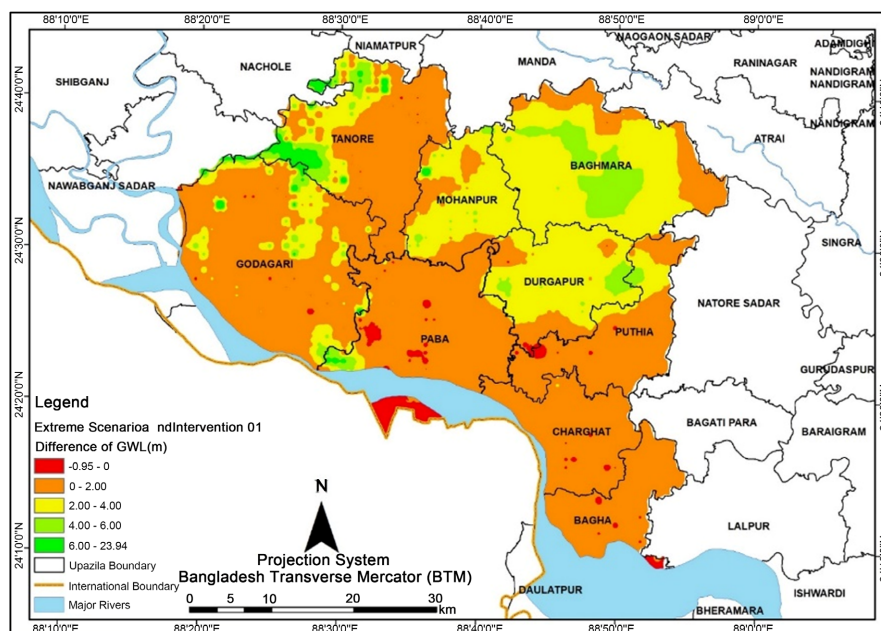 88°10'0"E 88°20'0"E 88°30'0"E 88°40'0"E 88°50'0"E 89°0'0"E
NIAMATPUR
NAOGAON SADAR
ADAMDIGHI
NACHOLE
MANDA
RANINAGAR
SHIBGANJ
NANDIGRAM
NANDIGRAM
24°40'0"N
NANDIGRAM
TANORE
ATRAI
BAGHMARA
NAWABGANJ SADAR
MOHANPUR
24°30'0"N
SINGRA
GODAGARI
DURGAPUR
NATORE SADAR
PABA
PUTHIA
GURUDASPUR
24°20'0"N
Legend
CHARGHAT
BAGATI PARA
BARAIGRAM
Extreme Scenarioa ndIntervention 01
Difference of GWL(m)
-0.95 - 0
0 - 2.00
2.00 - 4.00
4.00 - 6.00
6.00 - 23.94
Upazila Boundary
International Boundary
Major Rivers
N
BAGHA
LALPUR
24°10'0"N
Projection System
Bangladesh Transverse Mercator (BTM)
0 5 10 20 30
km
DAULATPUR
ISHWARDI
BHERAMARA
88°10'0"E 88°20'0"E 88°30'0"E 88°40'0"E 88°50'0"E 89°0'0"E